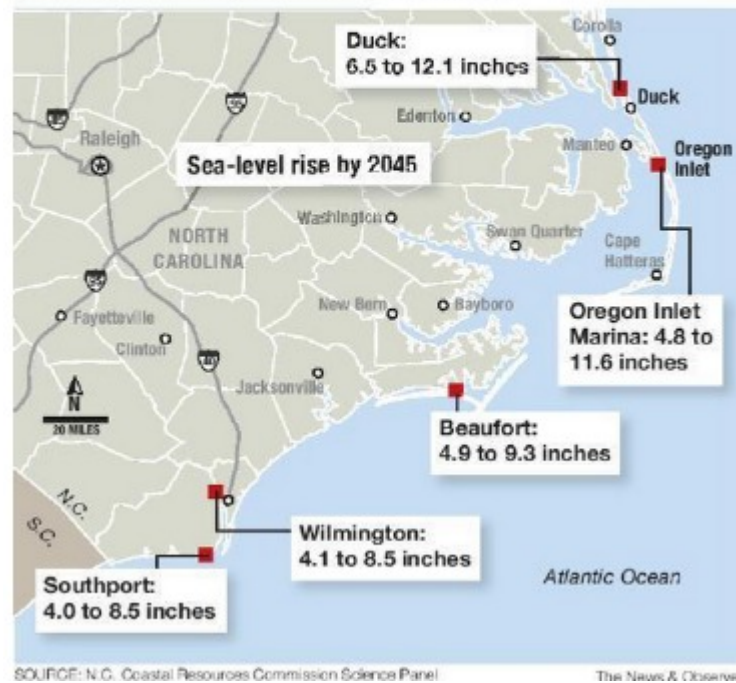 Corolla
Duck:
6.5 to 12.1 inches
Duck
Edenton
Raleigh
Manteo
Oregon
Inlet
Sea-level rise by 2045
Washington
Swan Quarter
NORTH
CAROLINA
Cape
Hatteras
New Bern
Bayboro
Oregon Inlet
Marina: 4.8 to
11.6 inches
Fayetteville
Clinton
Jacksonville
N
20 MILES
Beaufort:
4.9 to 9.3 inches
N.C.
S.C.
Wilmington:
4.1 to 8.5 inches
Southport:
4.0 to 8.5 inches
Atlantic Ocean
SOURCE: N.C. Coastal Resources Commission Science Panel
The News & Observe